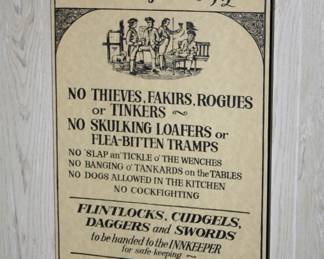 NO THIEVES, FAKIRS, ROGUES
or TINKERS
NO SKULKING LOAFERS or
FLEA-BITTEN TRAMPS
NO 'SLAP an' TICKLE O' THE WENCHES
NO BANGING O' TANKARDS on the TABLES
NO DOGS ALLOWED IN THE KITCHEN
NO COCKFIGHTING
FLINTLOCKS, CUDGELS,
DAGGERS and SWORDS
to be handed to the INNKEEPER
for safe-keeping